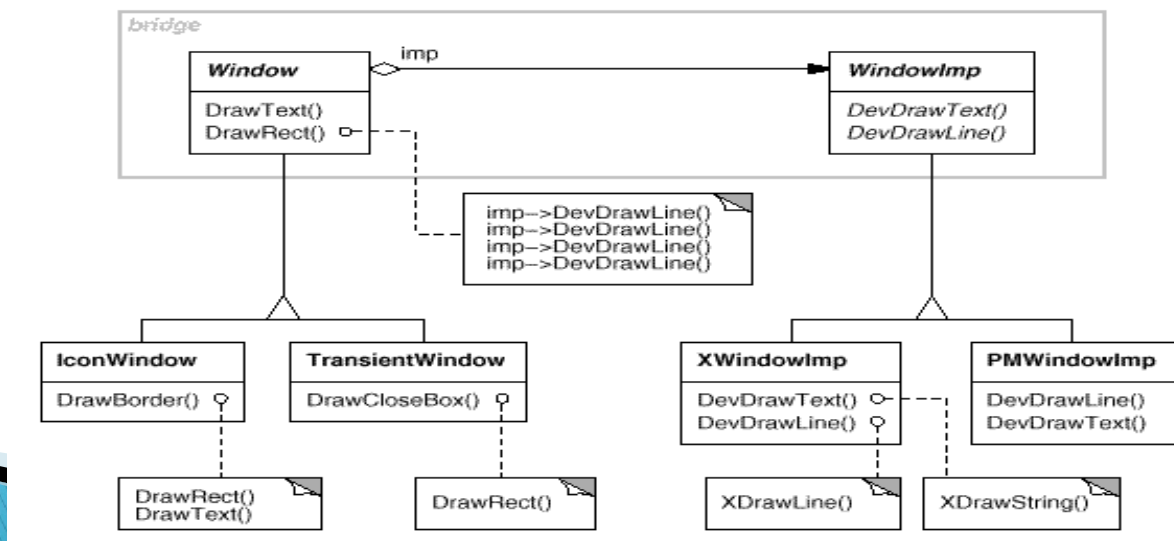 bridge
imp
Window
DrawText()
DrawRect()
WindowImp
DevDrawText()
DevDrawLine()
imp->DevDrawLine()
imp->DevDrawLine()
imp->DevDrawLine()
imp->DevDrawLine()
IconWindow
DrawBorder()
TransientWindow
DrawCloseBox()
XWindowImp
DevDrawText()
DevDrawLine()
PMWindowImp
DevDrawLine()
DevDrawText()
DrawRect()
DrawText()
DrawRect()
XDrawLine()
XDrawString()